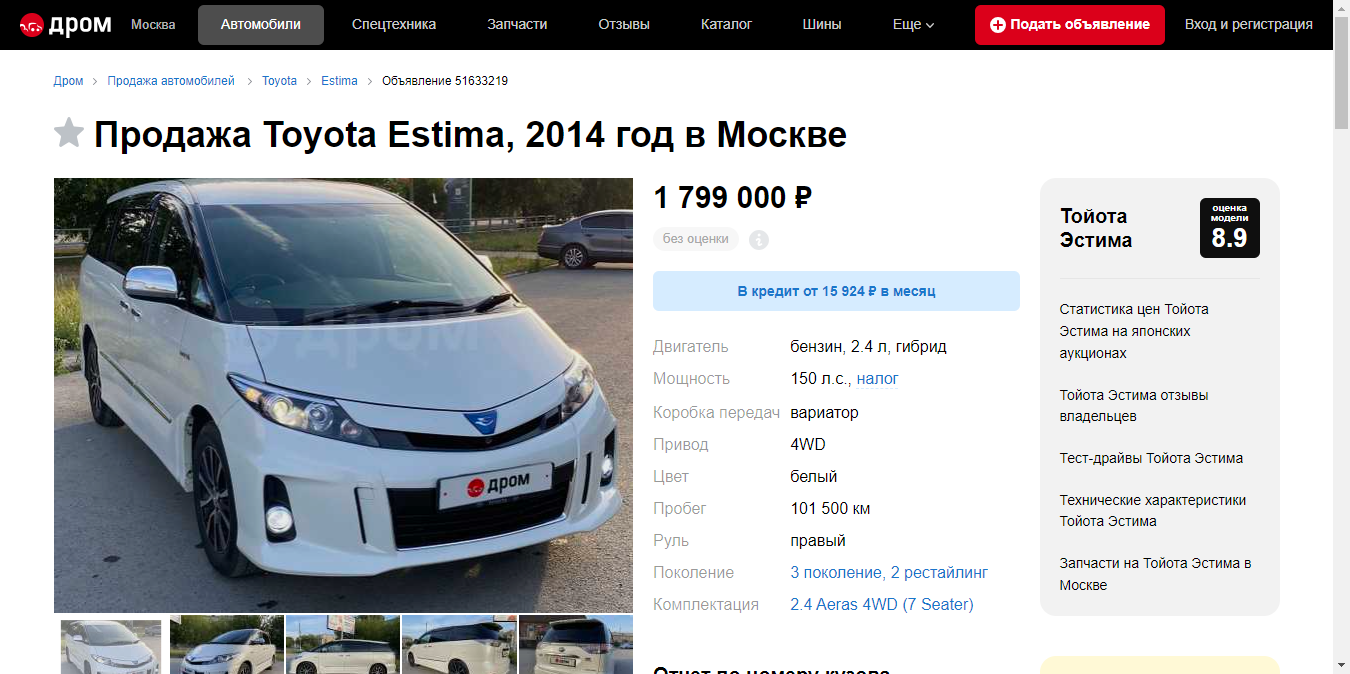 дром
Москва
Автомобили
Спецтехника
Запчасти
Отзывы
Каталог
Шины
Еще
Подать объявление
Вход и регистрация
Дром
Продажа автомобилей
Toyota
Estima
Объявление 51633219
Продажа Toyota Estima, 2014 год в Москве
дром
дром
1 799 000 ₽
без оценки
В кредит от 15 924 ₽ в месяц
Двигатель бензин, 2.4 л, гибрид
Мощность 150 л.с., налог
Коробка передач вариатор
Привод 4WD
Цвет белый
Пробег 101 500 км
Руль правый
Поколение 3 поколение, 2 рестайлинг
Комплектация 2.4 Aeras 4WD (7 Seater)
Отчет по номеру кузова
Тойота
Эстима
оценка
модели
8.9
Статистика цен Тойота
Эстима на японских
аукционах
Тойота Эстима отзывы
владельцев
Тест-драйвы Тойота Эстима
Технические характеристики
Тойота Эстима
Запчасти на Тойота Эстима в
Москве